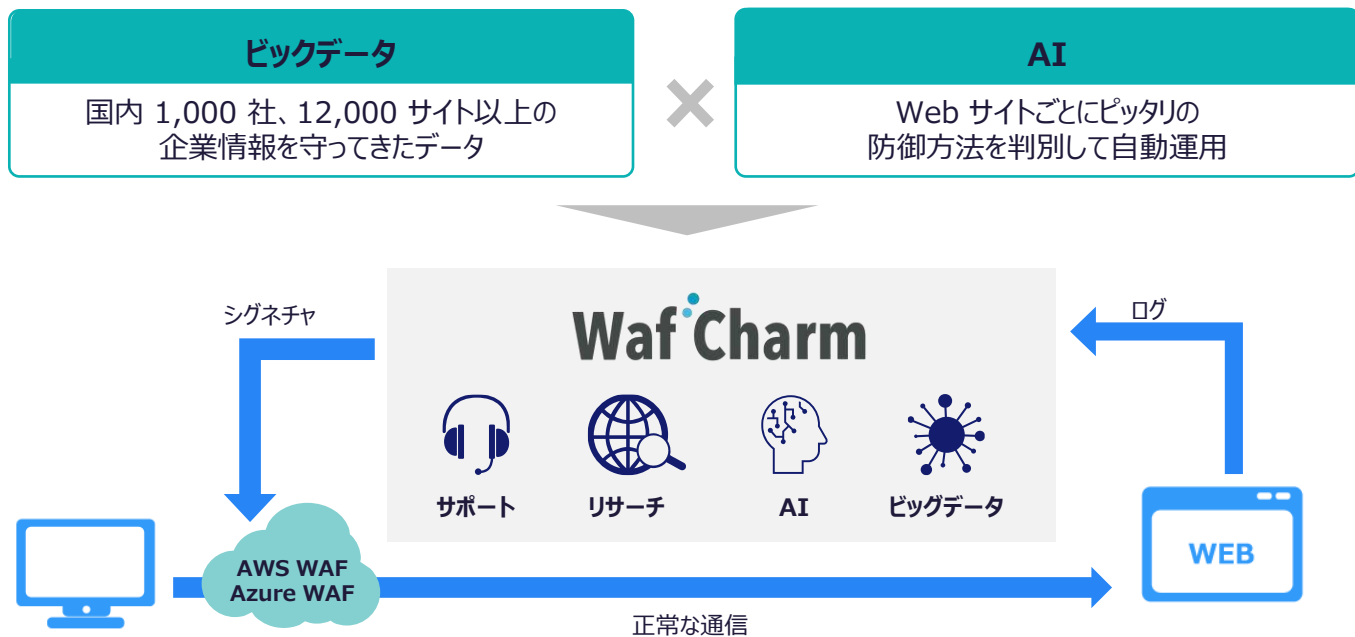 ビックデータ
国内 1,000 社、12,000 サイト以上の
企業情報を守ってきたデータ
AI
Web サイトごとにピッタリの
防御方法を判別して自動運用
シグネチャ
Waf Charm
ログ
サポート
リサーチ
AI
ビッグデータ
AWS WAF
Azure WAF
WEB
正常な通信